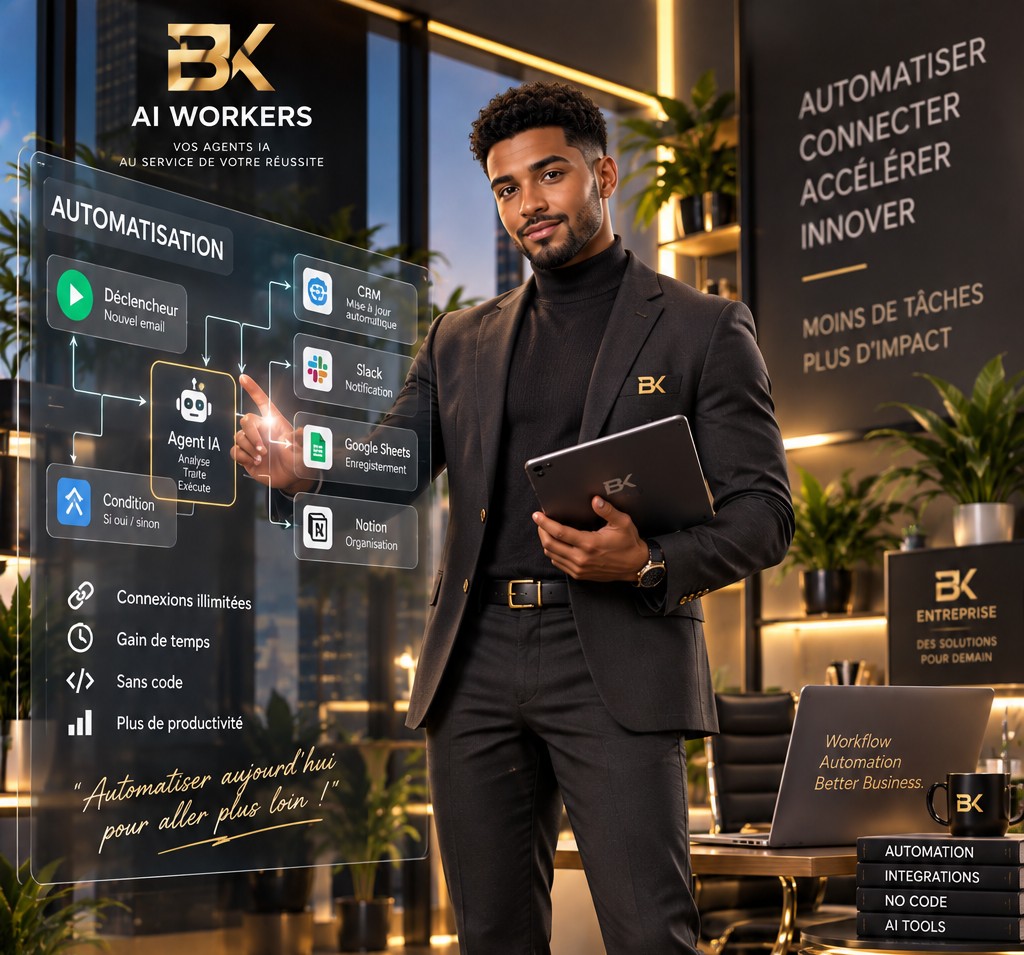 BK
AI WORKERS
VOS AGENTS IA
AU SERVICE DE VOTRE RÉUSSITE
AUTOMATISATION
Déclencheur
Nouvel email
Agent IA
Analyse
Traite
Exécute
Condition
Si oui / sinon
CRM
Mise à jour
automatique
Slack
Notification
Google Sheets
Enregistrement
Notion
Organisation
Connexions illimitées
Gain de temps
Sans code
Plus de productivité
"Automatiser aujourd'hui
pour aller plus loin !"
BK
BK
AUTOMATISER
CONNECTER
ACCÉLÉRER
INNOVER
MOINS DE TÂCHES
PLUS D'IMPACT
BK
ENTREPRISE
DES SOLUTIONS
POUR DEMAIN
Workflow
Automation
Better Business.
BK
AUTOMATION
INTEGRATIONS
NO CODE
AI TOOLS